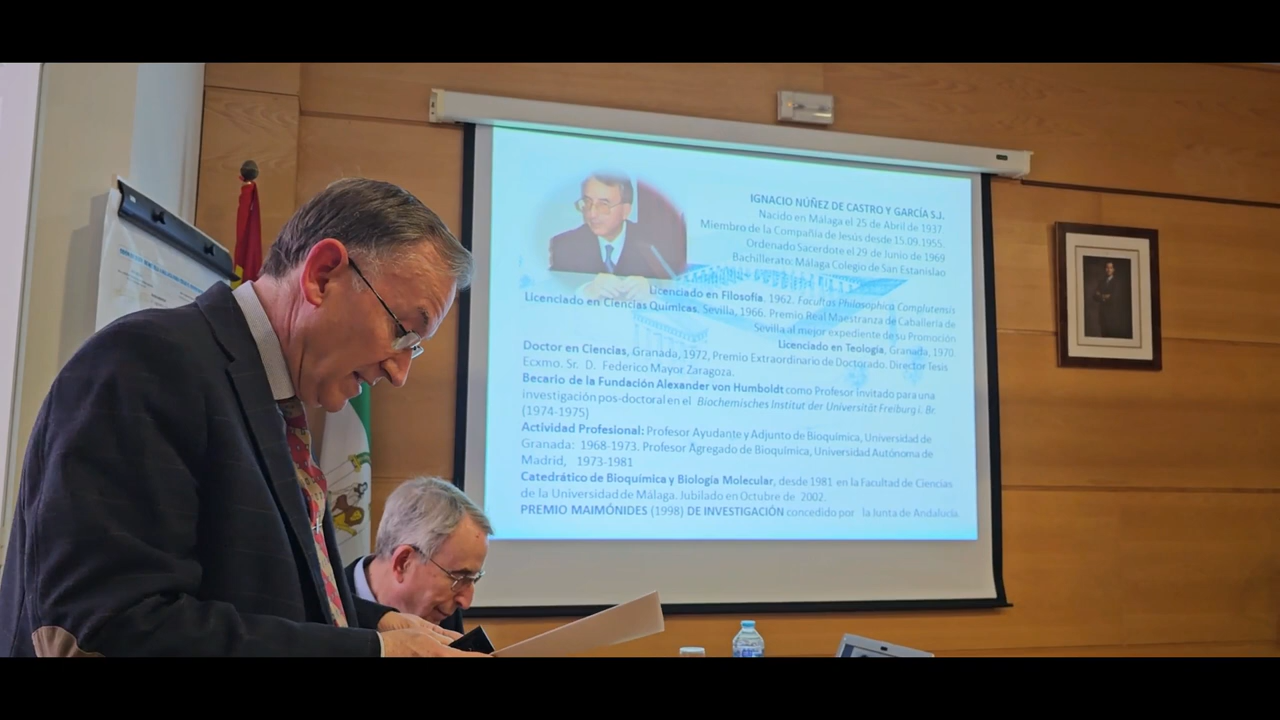 IGNACIO NÚÑEZ DE CASTRO Y GARCÍA S.J.
Nacido en Málaga el 25 de Abril de 1937
Miembro de la Compañía de Jesús desde 15.09.1955.
Ordenado Sacerdote el 29 de Junio de 1969
Bachillerato: Málaga Colegio de San Estanislao
Licenciado en Filosofía. 1962. Facultas Philosophica Complutensis
Licenciado en Ciencias Químicas. Sevilla, 1966. Premio Real Maestranza de Caballería de
Sevilla al mejor expediente de su Promoción
Licenciado en Teología, Granada, 1970.
Doctor en Ciencias, Granada, 1972, Premio Extraordinario de Doctorado. Director Tesis
Ecxmo. Sr. D. Federico Mayor Zaragoza.
Becario de la Fundación Alexander von Humboldt como Profesor Invitado para una
investigación pos-doctoral en el Biochemisches Institut der Universität Freiburg i. Br.
(1974-1975)
Actividad Profesional: Profesor Ayudante y Adjunto de Bioquímica, Universidad de
Granada: 1968-1973. Profesor Agregado de Bioquímica, Universidad Autónoma de
Madrid, 1973-1981
Catedrático de Bioquímica y Biología Molecular, desde 1981 en la Facultad de Ciencias
de la Universidad de Málaga. Jubilado en Octubre de 2002.
PREMIO MAIMÓNIDES (1998) DE INVESTIGACIÓN concedido por la Junta de Andalucía